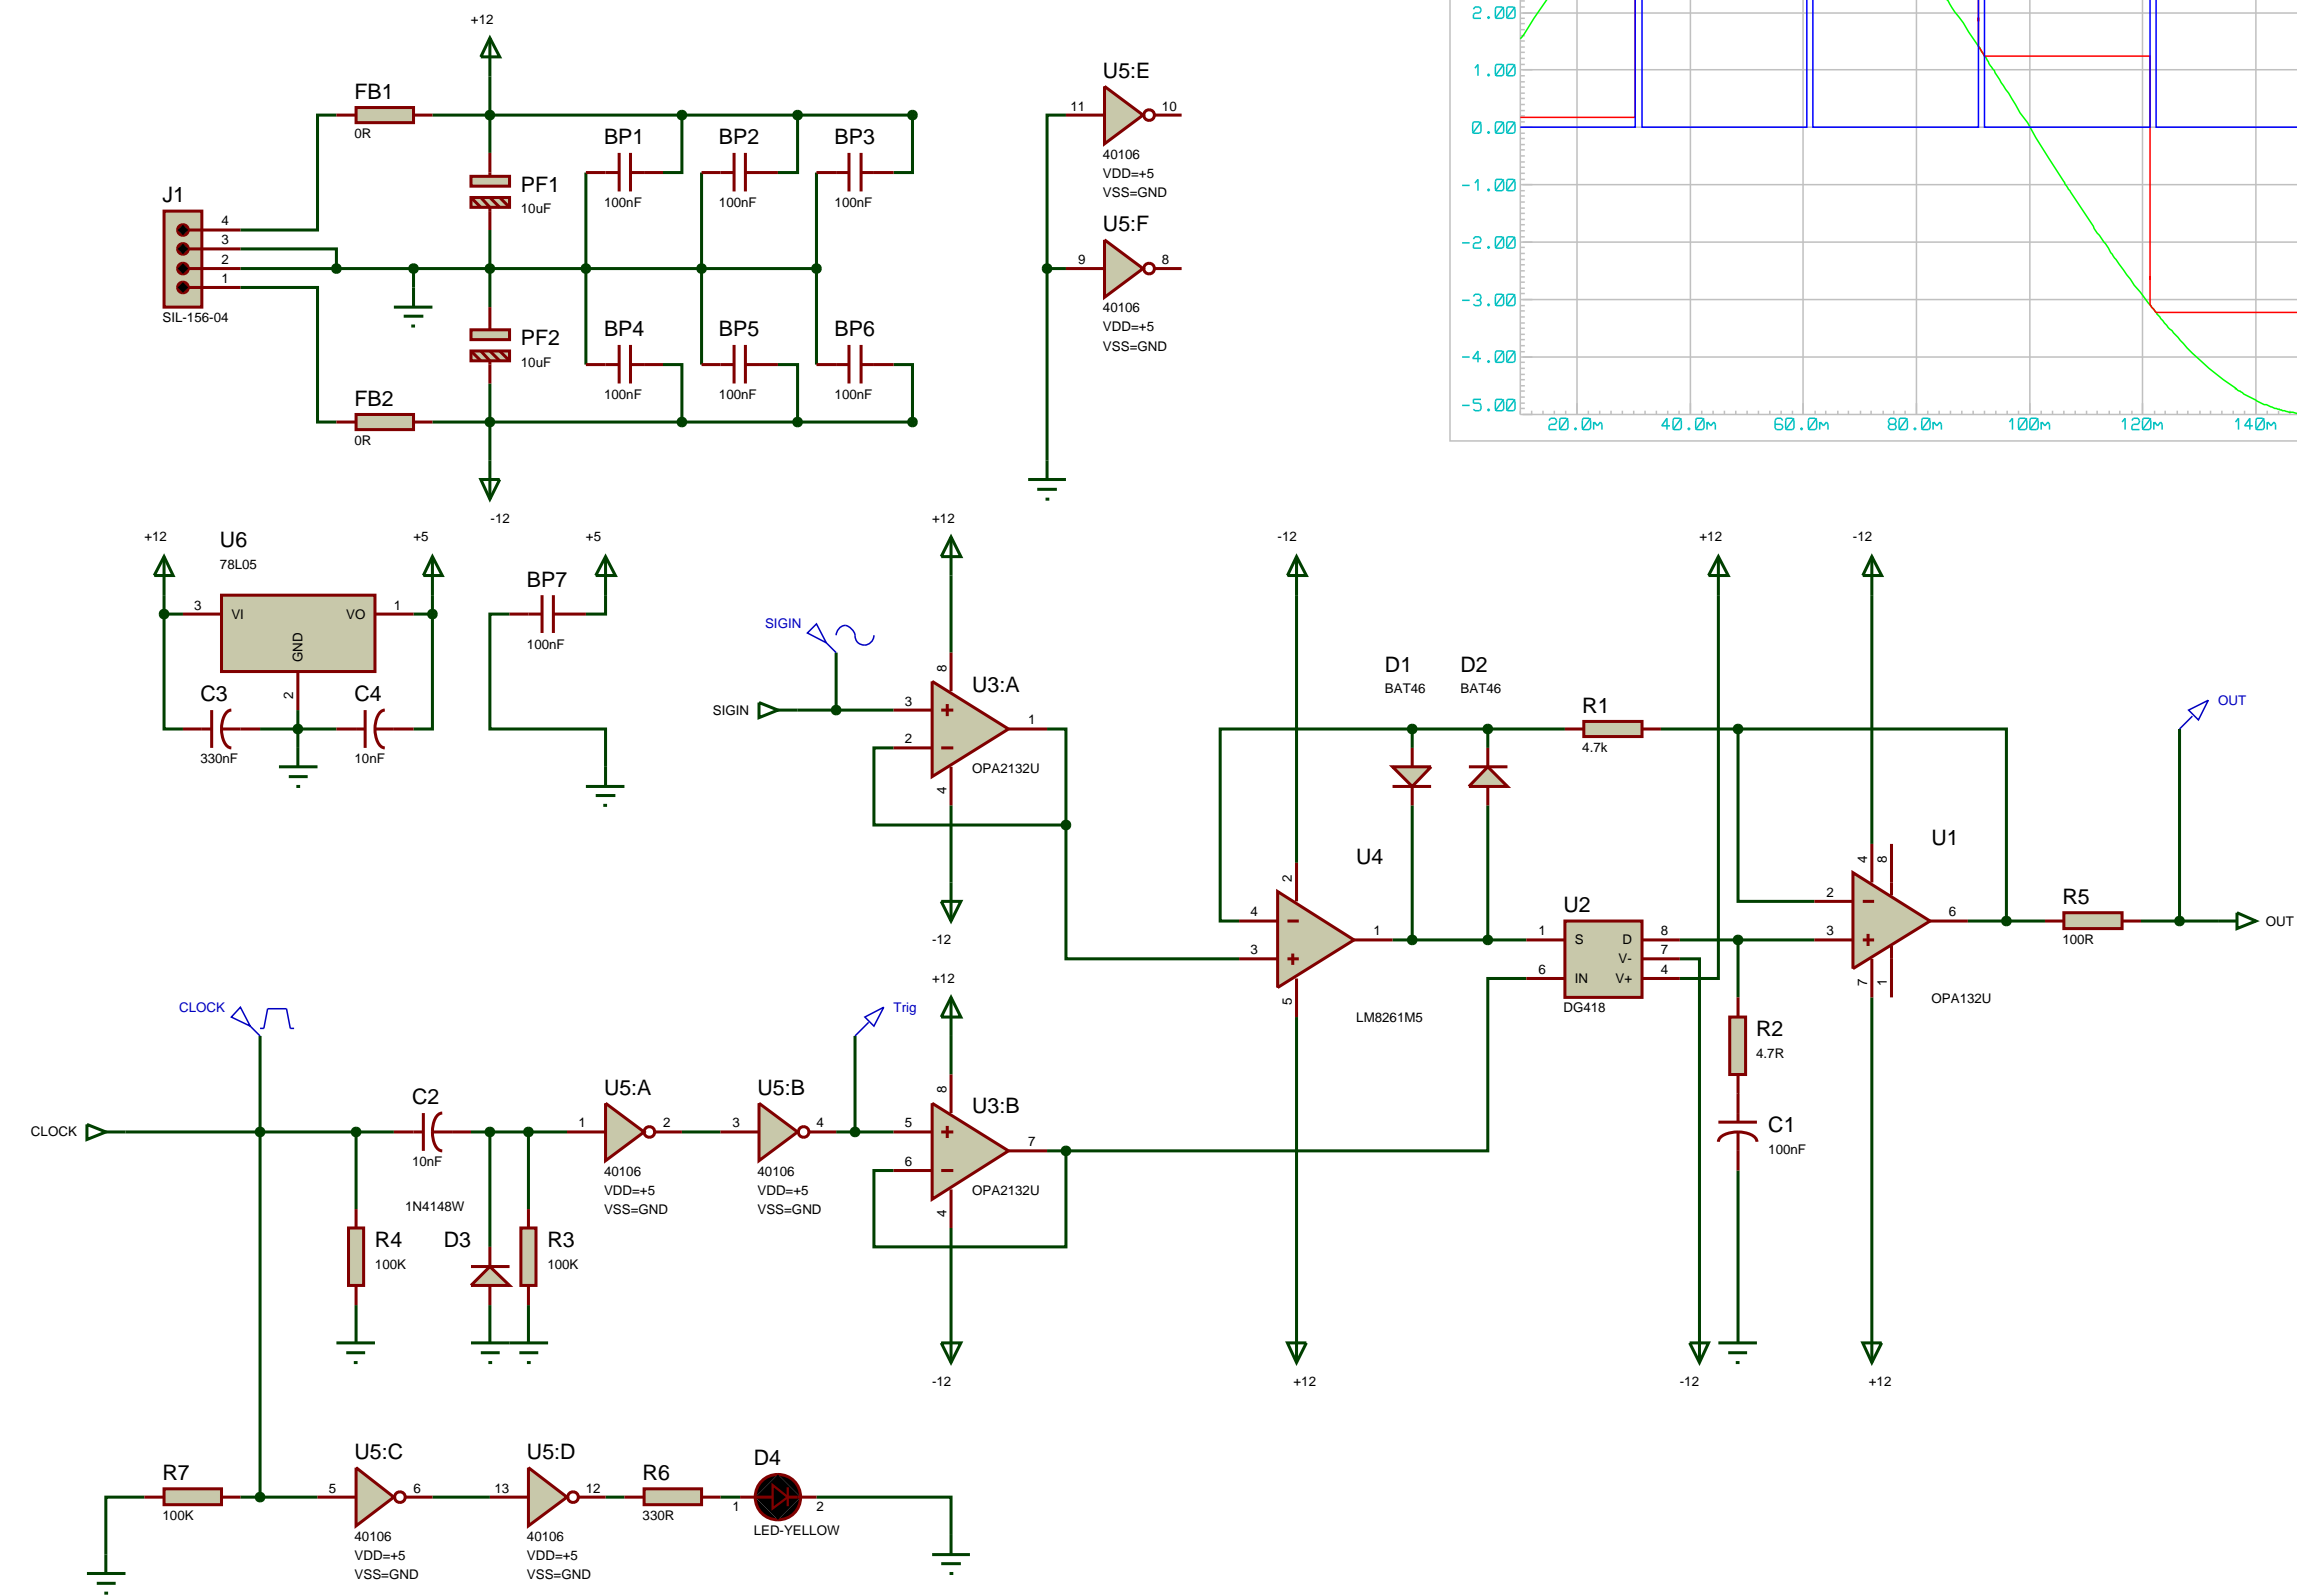 +12
FB1
0R
J1
4
3
2
1
SIL-156-04
PF1
10uF
PF2
10uF
FB2
0R
-12
BP1
100nF
BP2
100nF
BP3
100nF
BP4
100nF
BP5
100nF
BP6
100nF
U5:E
11
10
40106
VDD=+5
VSS=GND
U5:F
9
8
40106
VDD=+5
VSS=GND
2.00
1.00
0.00
-1.00
-2.00
-3.00
-4.00
-5.00
20.0m
40.0m
60.0m
80.0m
100m
120m
140m
+12
U6
78L05
+5
3
VI
VO
1
GND
2
C3
330nF
C4
10nF
+5
BP7
100nF
+12
SIGIN
SIGIN
8
U3:A
3
2
1
4
OPA2132U
-12
-12
D1
BAT46
D2
BAT46
R1
4.7k
+12
-12
U4
2
4
3
1
5
LM8261M5
+12
U2
1
S
D
8
V-
7
6
IN
V+
4
DG418
-12
R2
4.7R
C1
100nF
U1
4
8
2
3
6
7
1
OPA132U
+12
R5
100R
OUT
OUT
CLOCK
CLOCK
C2
10nF
R4
100K
1N4148W
D3
R3
100K
U5:A
1
2
40106
VDD=+5
VSS=GND
U5:B
3
4
40106
VDD=+5
VSS=GND
Trig
+12
8
U3:B
5
6
7
4
OPA2132U
-12
R7
100K
U5:C
5
6
40106
VDD=+5
VSS=GND
U5:D
13
12
40106
VDD=+5
VSS=GND
R6
330R
D4
1
2
LED-YELLOW